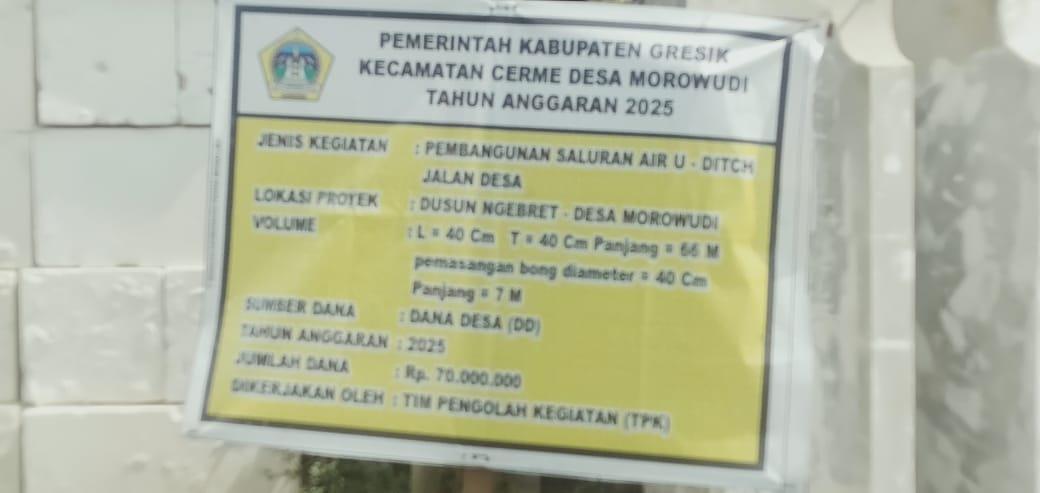 PEMERINTAH KABUPATEN GRESIK
KECAMATAN CERME DESA MOROWUDI
TAHUN ANGGARAN 2025
JENIS KEGIATAN : PEMBANGUNAN SALURAN AIR U - DITCH
JALAN DESA
LOKASI PROYEK : DUSUN NGEBRET - DESA MOROWUDI
VOLUME : L = 40 Cm T = 40 Cm Panjang = 66 M
pemasangan bong diameter = 40 Cm
Panjang = 7 M
SUMBER DANA : DANA DESA (DD)
TAHUN ANGGARAN : 2025
JUMLAH DANA : Rp. 70.000.000
DIKERJAKAN OLEH : TIM PENGOLAH KEGIATAN (TPK)